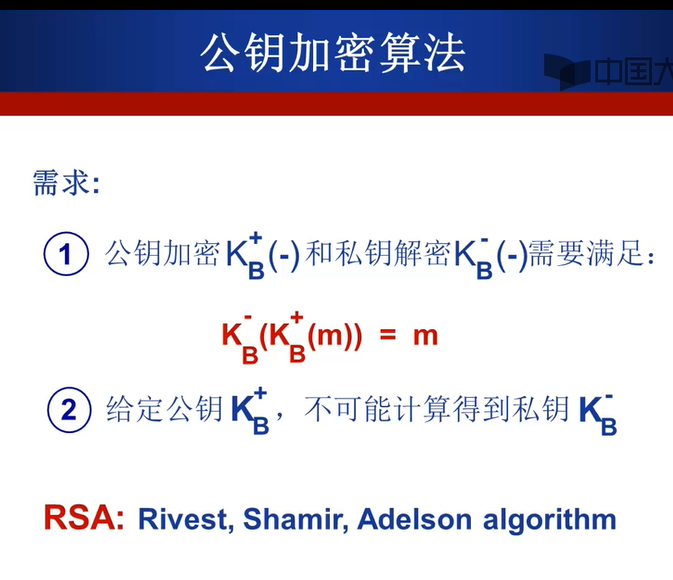 公钥加密算法
中国大
需求:
1 公钥加密 K_B^+(-) 和私钥解密 K_B^-(-) 需要满足：
K_B^-(K_B^+(m)) = m
2 给定公钥 K_B^+，不可能计算得到私钥 K_B^-
RSA: Rivest, Shamir, Adelson algorithm